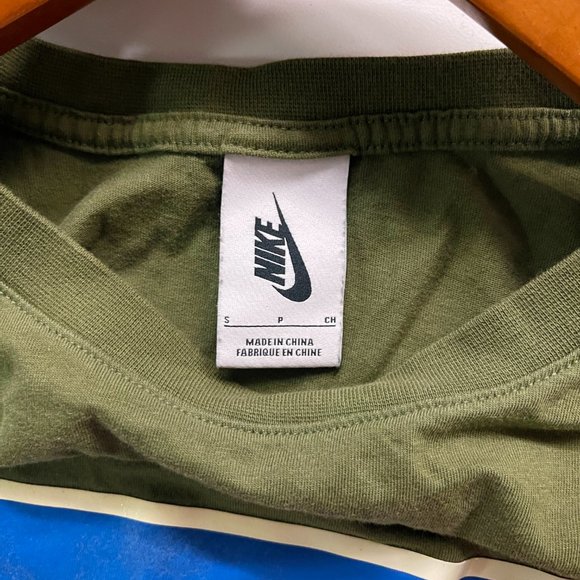 NIKE
S P CH
MADE IN CHINA
FABRIQUE EN CHINE